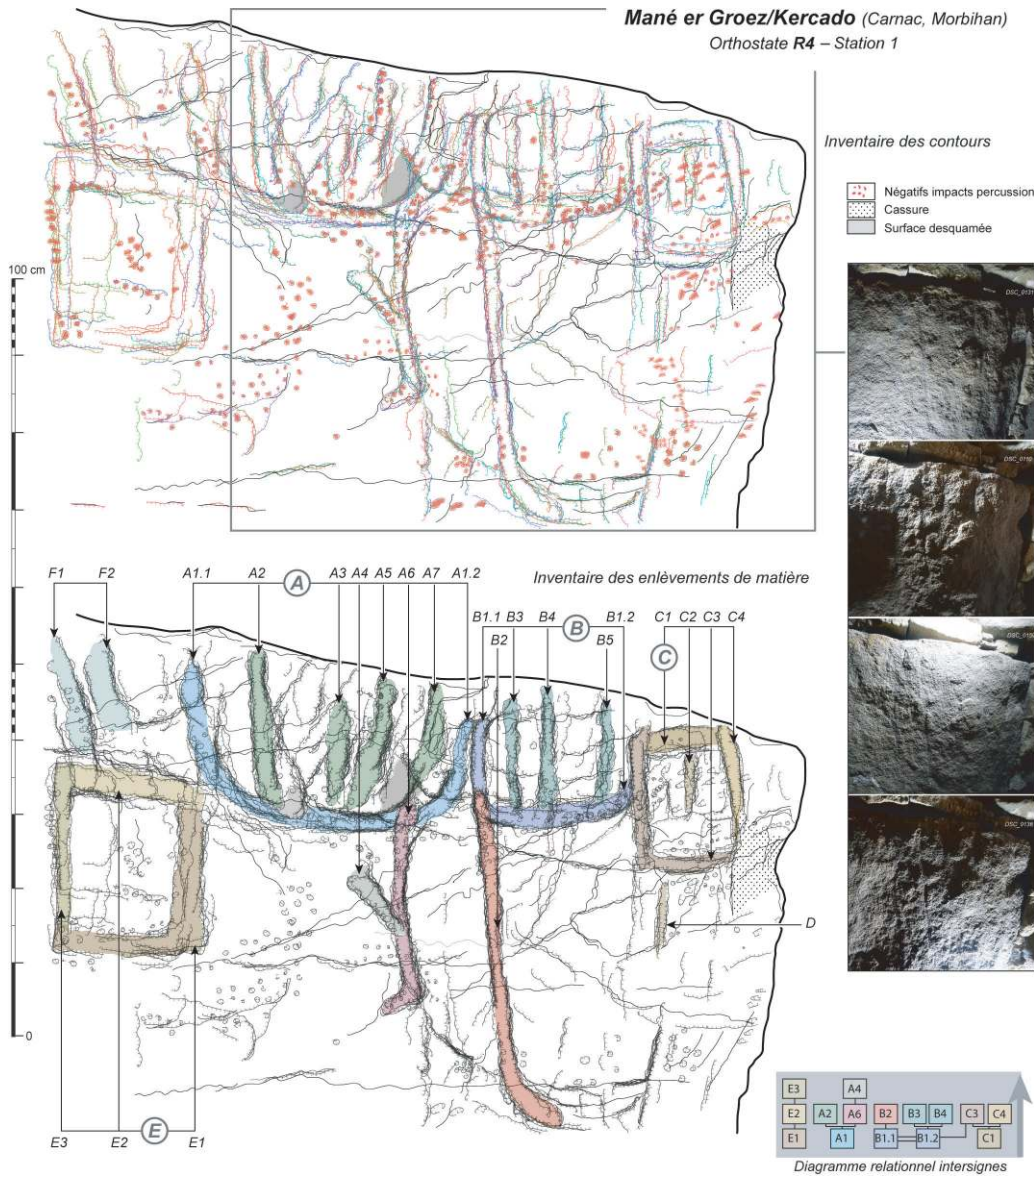 Mané er Groez/Kercado (Carnac, Morbihan)
Orthostate R4 – Station 1
Inventaire des contours
Négatifs impacts percussion
Cassure
Surface desquamée
100 cm
DSC_0131
F1 F2 A1.1 A2 A A3 A4 A5 A6 A7 A1.2
Inventaire des enlèvements de matière
B1.1 B3 B4 B B1.2
B2 B5
C1 C2 C3 C4
C
D
0
E3 E2 E E1
E3 A4
E2 A2 A6 B2 B3 B4 C3 C4
E1 A1 B1.1 B1.2 C1
Diagramme relationnel intersignes